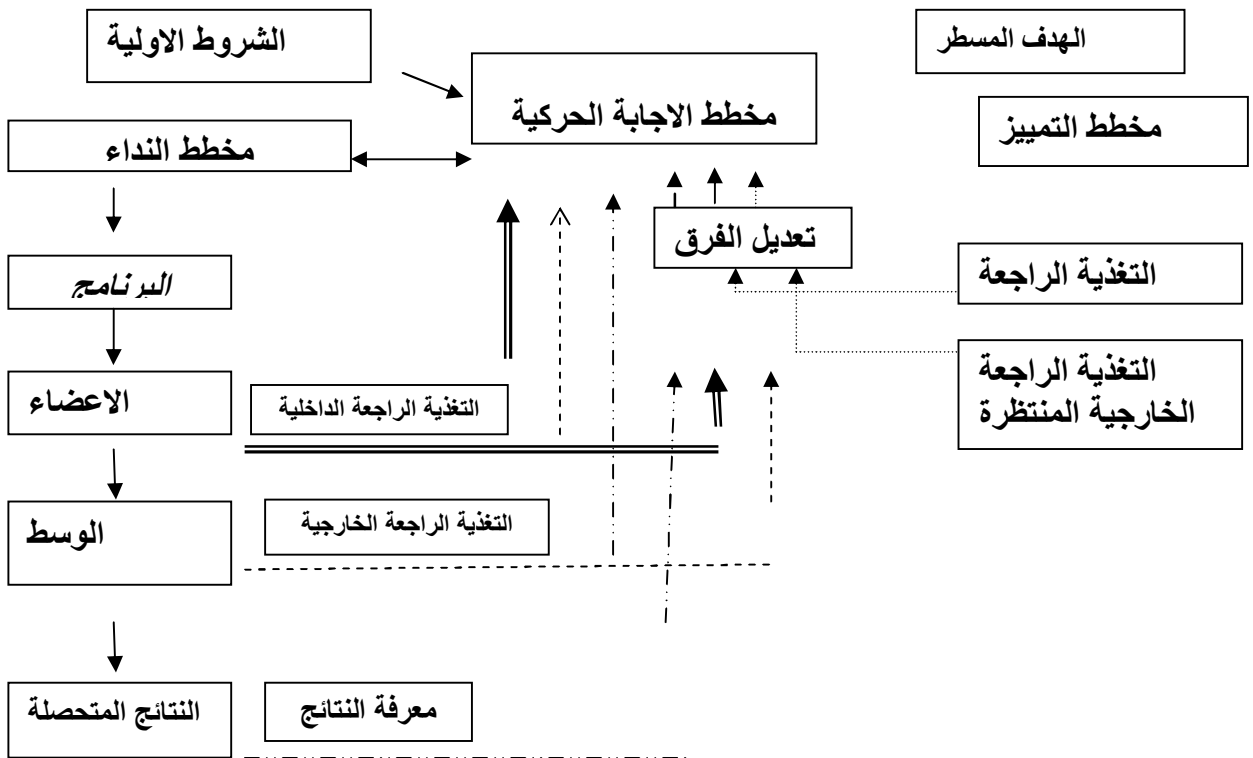 الهدف المسطر
الشروط الاولية
مخطط الاجابة الحركية
مخطط التمييز
مخطط النداء
تعديل الفرق
التغذية الراجعة
البرنامج
التغذية الراجعة
الخارجية المنتظرة
الاعضاء
التغذية الراجعة الداخلية
الوسط
التغذية الراجعة الخارجية
النتائج المتحصلة
معرفة النتائج